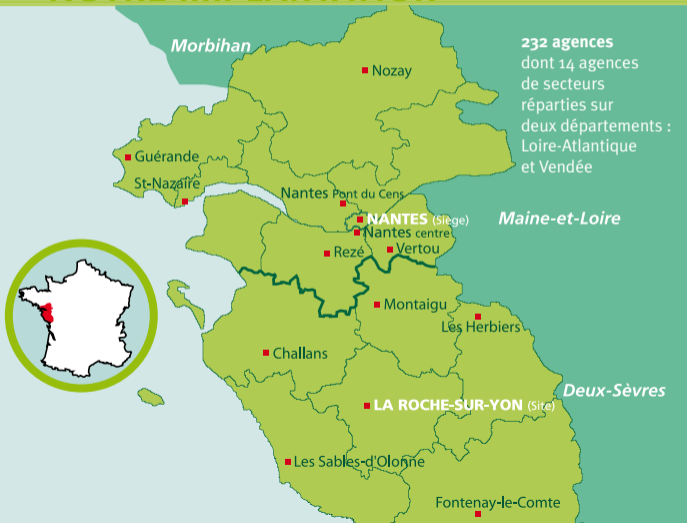 Morbihan
232 agences
dont 14 agences
de secteurs
réparties sur
deux départements :
Loire-Atlantique
et Vendée
Nozay
Guérande
St-Nazaire
Nantes Pont du Cens
NANTES (Siege)
Maine-et-Loire
Nantes centre
Rezé
Vertou
Montaigu
Les Herbiers
Challans
Deux-Sèvres
LA ROCHE-SUR-YON (Site)
Les Sables-d'Olonne
Fontenay-le-Comte